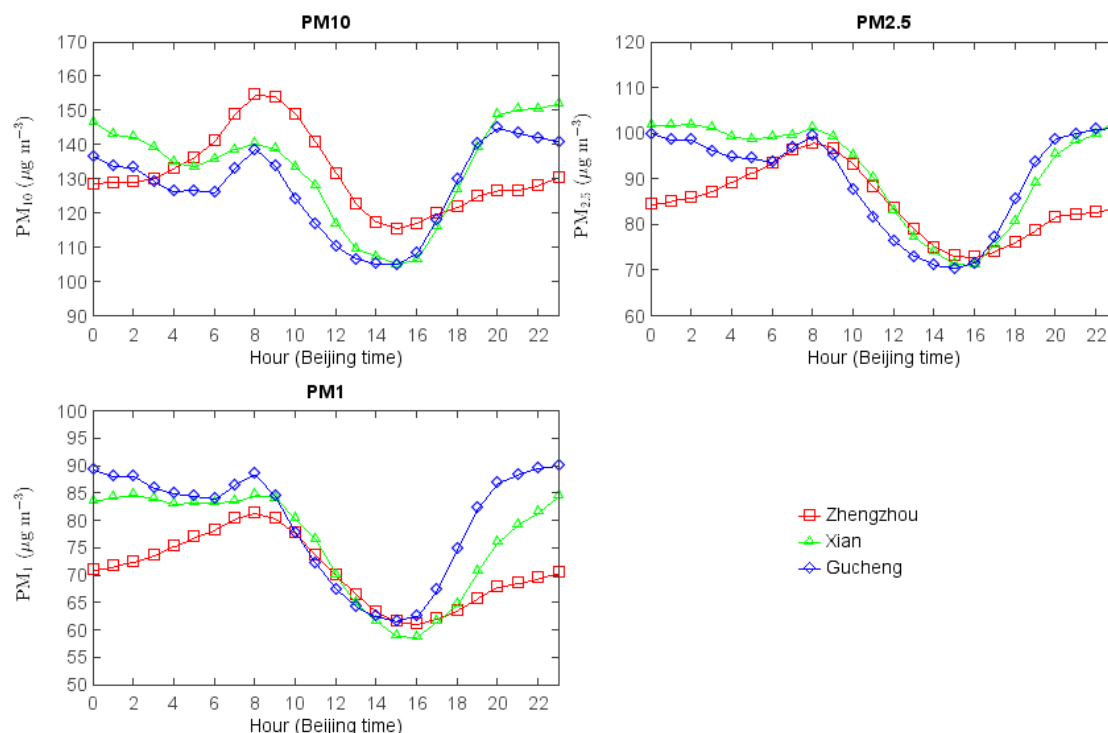 PM10
170
160
150
140
130
120
110
100
90
PM₁₀ (μg m⁻³)
0 2 4 6 8 10 12 14 16 18 20 22
Hour (Beijing time)
PM2.5
120
110
100
90
80
70
60
PM₂.₅ (μg m⁻³)
0 2 4 6 8 10 12 14 16 18 20 22
Hour (Beijing time)
PM1
100
95
90
85
80
75
70
65
60
55
50
PM₁ (μg m⁻³)
0 2 4 6 8 10 12 14 16 18 20 22
Hour (Beijing time)
Zhengzhou
Xian
Gucheng